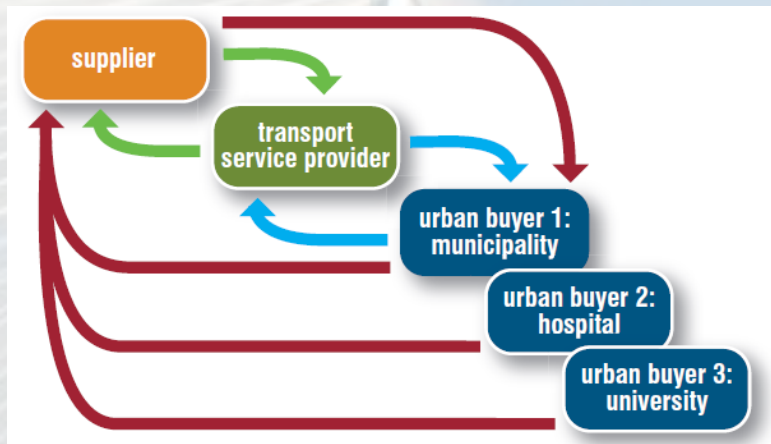 supplier
transport
service provider
urban buyer 1:
municipality
urban buyer 2:
hospital
urban buyer 3:
university